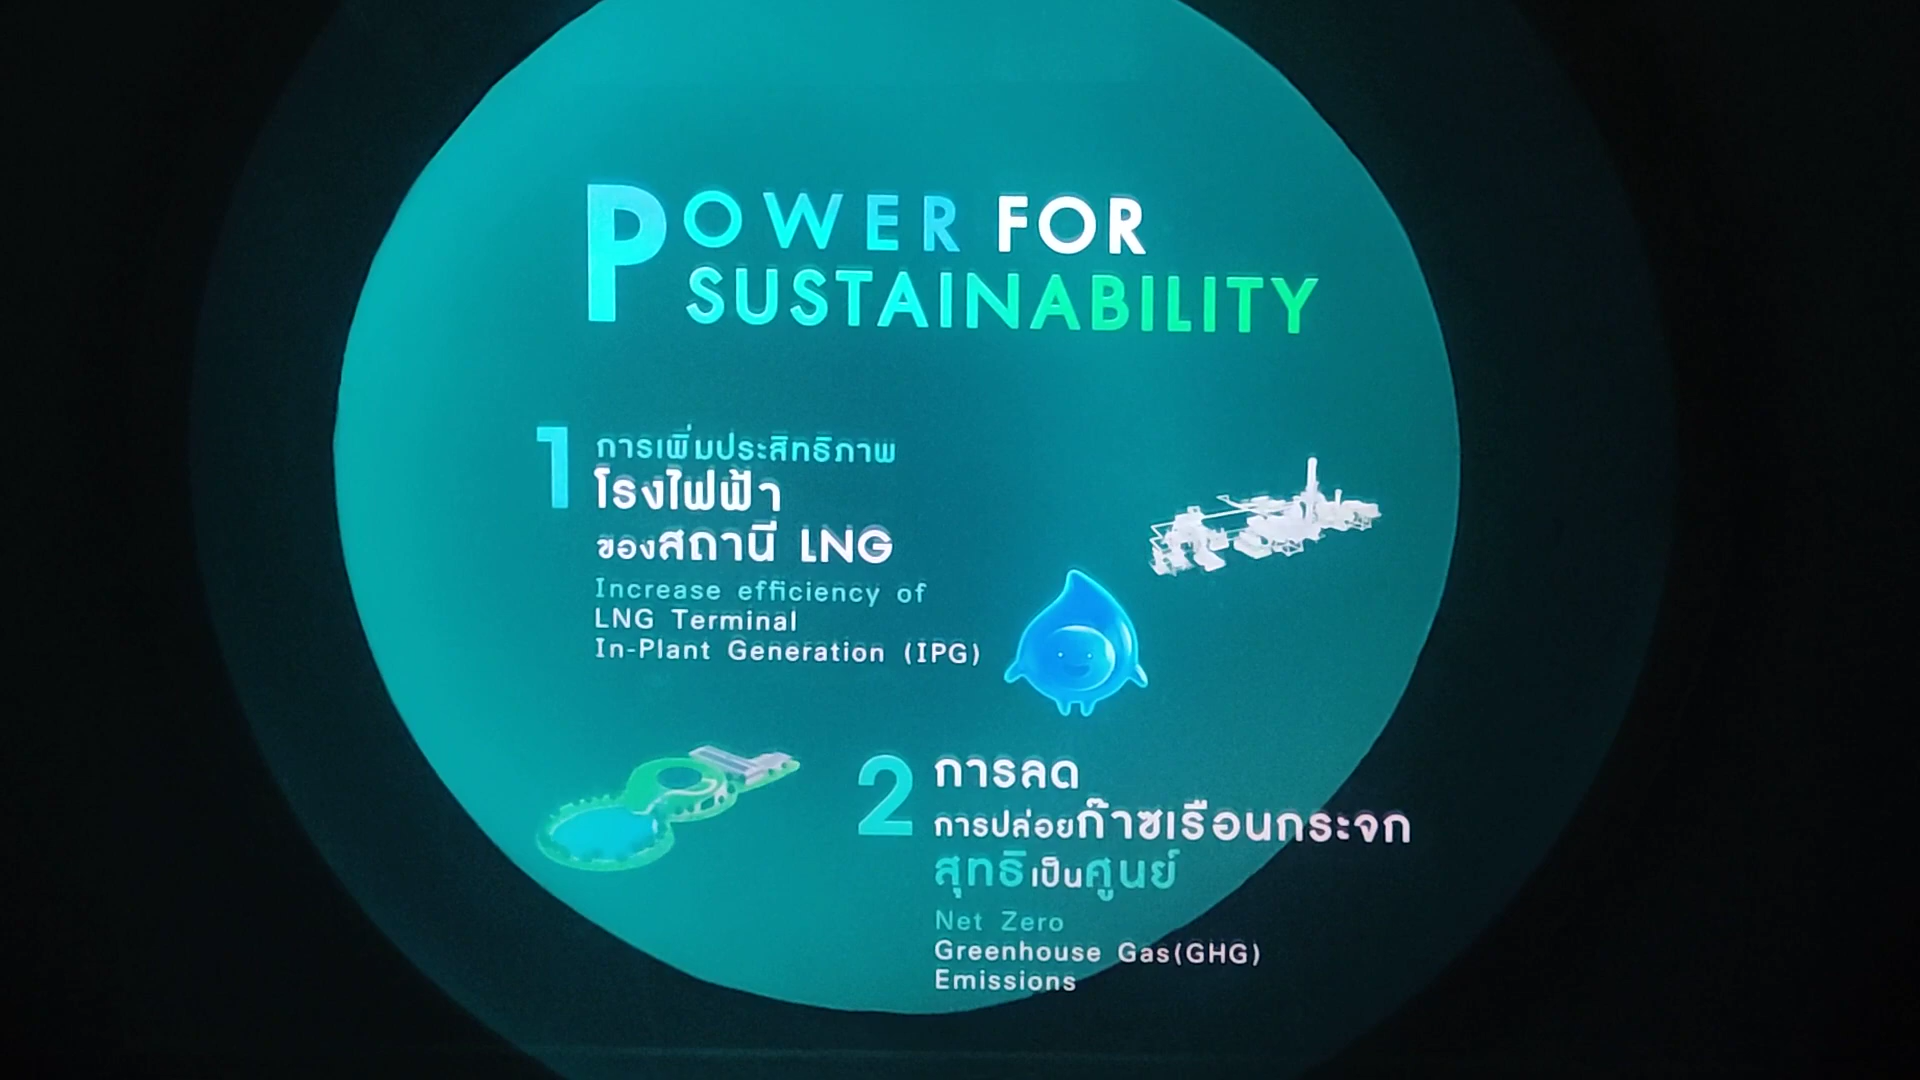 POWER FOR
SUSTAINABILITY
1
การเพิ่มประสิทธิภาพ
โรงไฟฟ้า
ของสถานี LNG
Increase efficiency of
LNG Terminal
In-Plant Generation (IPG)
2
การลด
การปล่อยก๊าซเรือนกระจก
สุทธิเป็นศูนย์
Net Zero
Greenhouse Gas(GHG)
Emissions